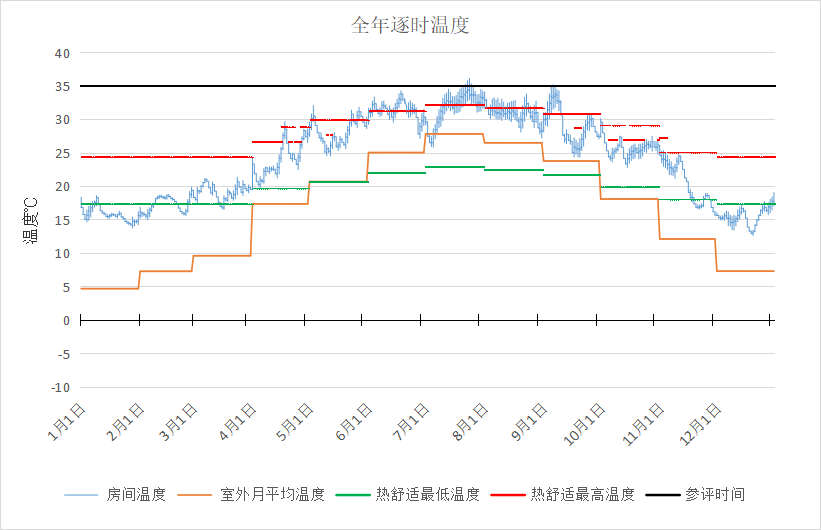 全年逐时温度
40
35
30
25
20
15
10
5
0
-5
-10
温度℃
1月1日
2月1日
3月1日
4月1日
5月1日
6月1日
7月1日
8月1日
9月1日
10月1日
11月1日
12月1日
房间温度 室外月平均温度 热舒适最低温度 热舒适最高温度 参评时间